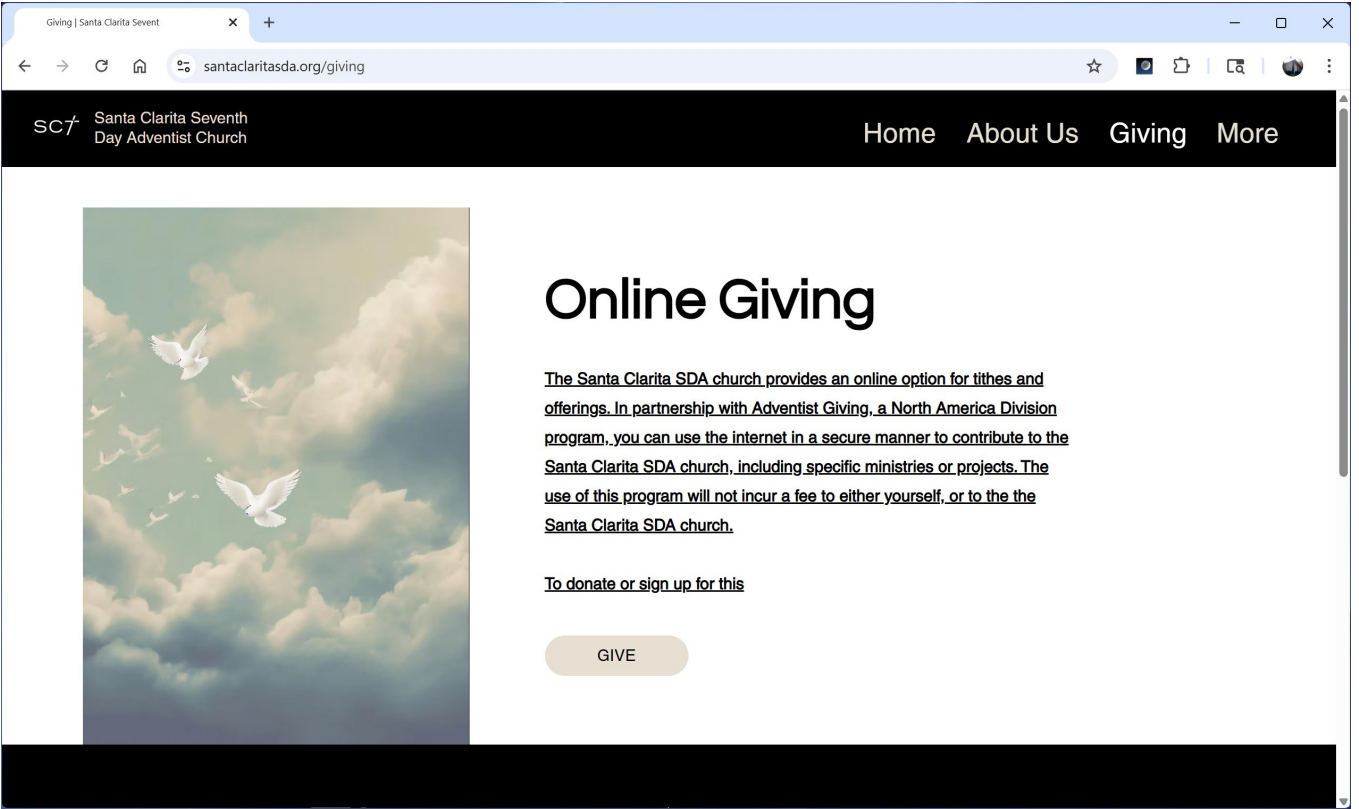 Giving | Santa Clarita Sevent
santaclaritasda.org/giving
SCT
Santa Clarita Seventh
Day Adventist Church
Home About Us Giving More
Online Giving
The Santa Clarita SDA church provides an online option for tithes and
offerings. In partnership with Adventist Giving, a North America Division
program, you can use the internet in a secure manner to contribute to the
Santa Clarita SDA church, including specific ministries or projects. The
use of this program will not incur a fee to either yourself, or to the the
Santa Clarita SDA church.
To donate or sign up for this
GIVE